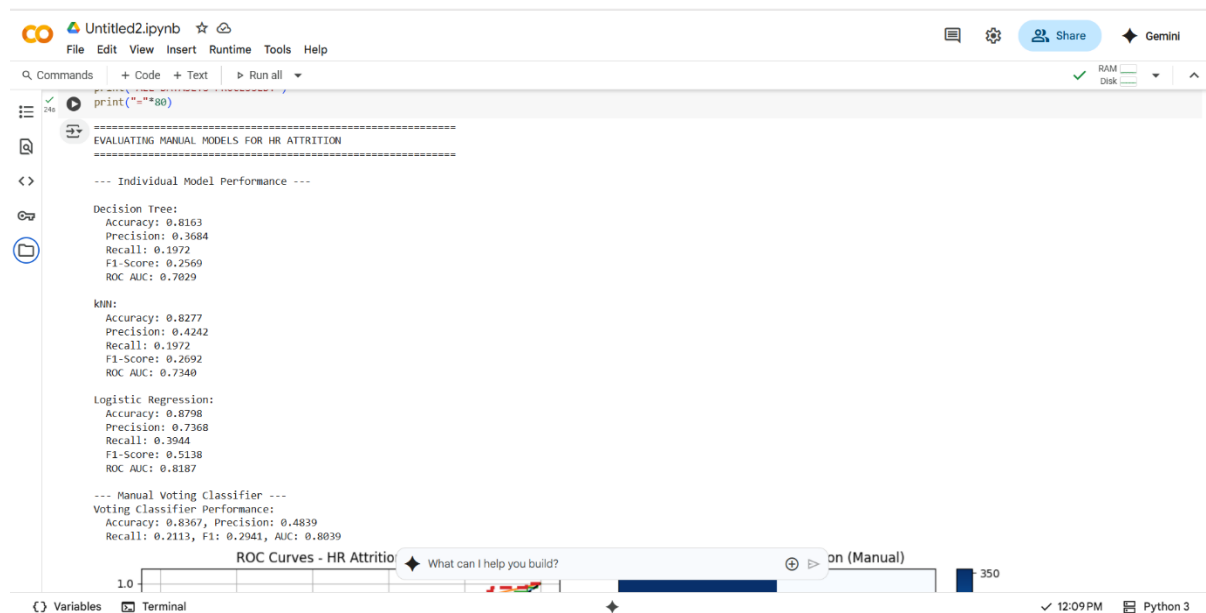 Untitled2.ipynb
File Edit View Insert Runtime Tools Help
Share
Gemini
Commands + Code + Text Run all
RAM
Disk
24s
print("="*80)
============================================================
EVALUATING MANUAL MODELS FOR HR ATTRITION
============================================================
--- Individual Model Performance ---
Decision Tree:
Accuracy: 0.8163
Precision: 0.3684
Recall: 0.1972
F1-Score: 0.2569
ROC AUC: 0.7029
kNN:
Accuracy: 0.8277
Precision: 0.4242
Recall: 0.1972
F1-Score: 0.2692
ROC AUC: 0.7340
Logistic Regression:
Accuracy: 0.8798
Precision: 0.7368
Recall: 0.3944
F1-Score: 0.5138
ROC AUC: 0.8187
--- Manual Voting Classifier ---
Voting Classifier Performance:
Accuracy: 0.8367, Precision: 0.4839
Recall: 0.2113, F1: 0.2941, AUC: 0.8039
ROC Curves - HR Attritio
on (Manual)
What can I help you build?
1.0
350
{} Variables Terminal
12:09 PM Python 3